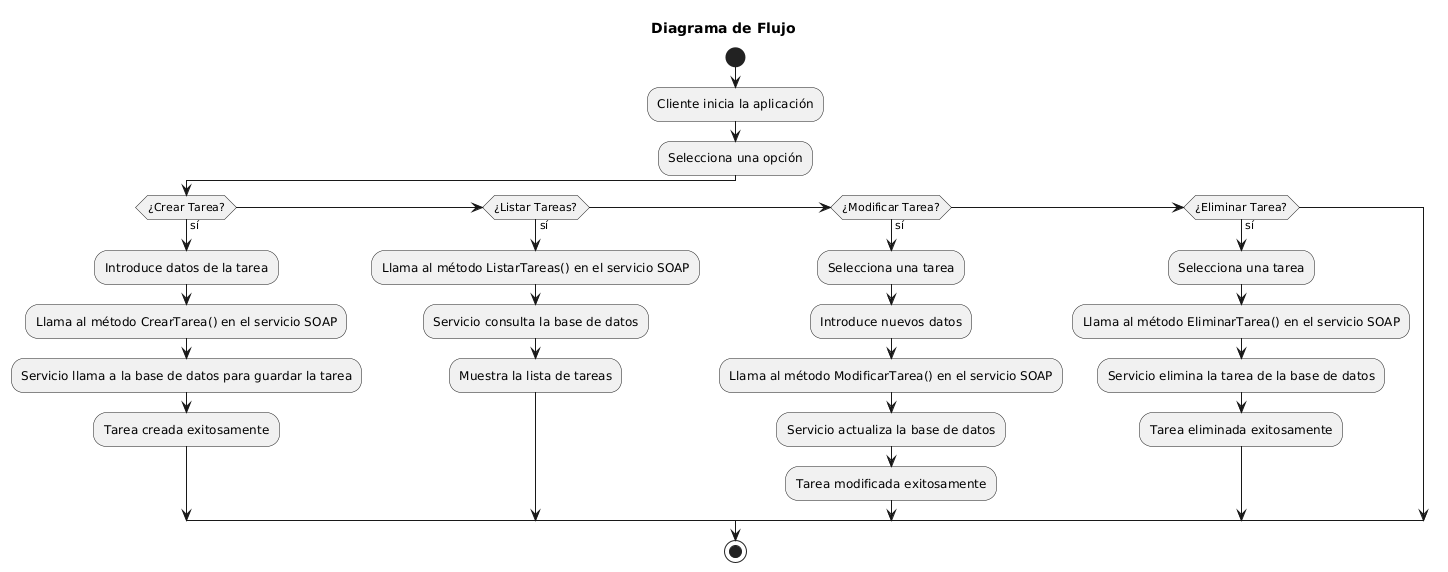 Diagrama de Flujo
Cliente inicia la aplicación
Selecciona una opción
¿Crear Tarea?
sí
Introduce datos de la tarea
Llama al método CrearTarea() en el servicio SOAP
Servicio llama a la base de datos para guardar la tarea
Tarea creada exitosamente
¿Listar Tareas?
sí
Llama al método ListarTareas() en el servicio SOAP
Servicio consulta la base de datos
Muestra la lista de tareas
¿Modificar Tarea?
sí
Selecciona una tarea
Introduce nuevos datos
Llama al método ModificarTarea() en el servicio SOAP
Servicio actualiza la base de datos
Tarea modificada exitosamente
¿Eliminar Tarea?
sí
Selecciona una tarea
Llama al método EliminarTarea() en el servicio SOAP
Servicio elimina la tarea de la base de datos
Tarea eliminada exitosamente